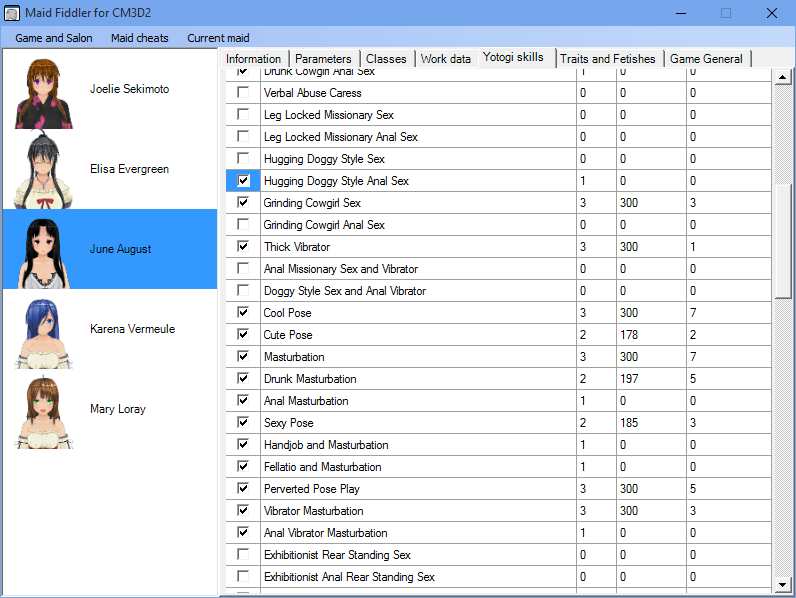 Maid Fiddler for CM3D2
Game and Salon Maid cheats Current maid
Joelie Sekimoto
Elisa Evergreen
June August
Karena Vermeule
Mary Loray
Information Parameters Classes Work data Yotogi skills Traits and Fetishes Game General
Drunk Cowgirl Anal Sex 1 0 0
Verbal Abuse Caress 0 0 0
Leg Locked Missionary Sex 0 0 0
Leg Locked Missionary Anal Sex 0 0 0
Hugging Doggy Style Sex 0 0 0
Hugging Doggy Style Anal Sex 1 0 0
Grinding Cowgirl Sex 3 300 3
Grinding Cowgirl Anal Sex 0 0 0
Thick Vibrator 3 300 1
Anal Missionary Sex and Vibrator 0 0 0
Doggy Style Sex and Anal Vibrator 0 0 0
Cool Pose 3 300 7
Cute Pose 2 178 2
Masturbation 3 300 7
Drunk Masturbation 2 197 5
Anal Masturbation 1 0 0
Sexy Pose 2 185 3
Handjob and Masturbation 1 0 0
Fellatio and Masturbation 1 0 0
Perverted Pose Play 3 300 5
Vibrator Masturbation 3 300 3
Anal Vibrator Masturbation 1 0 0
Exhibitionist Rear Standing Sex 0 0 0
Exhibitionist Anal Rear Standing Sex 0 0 0